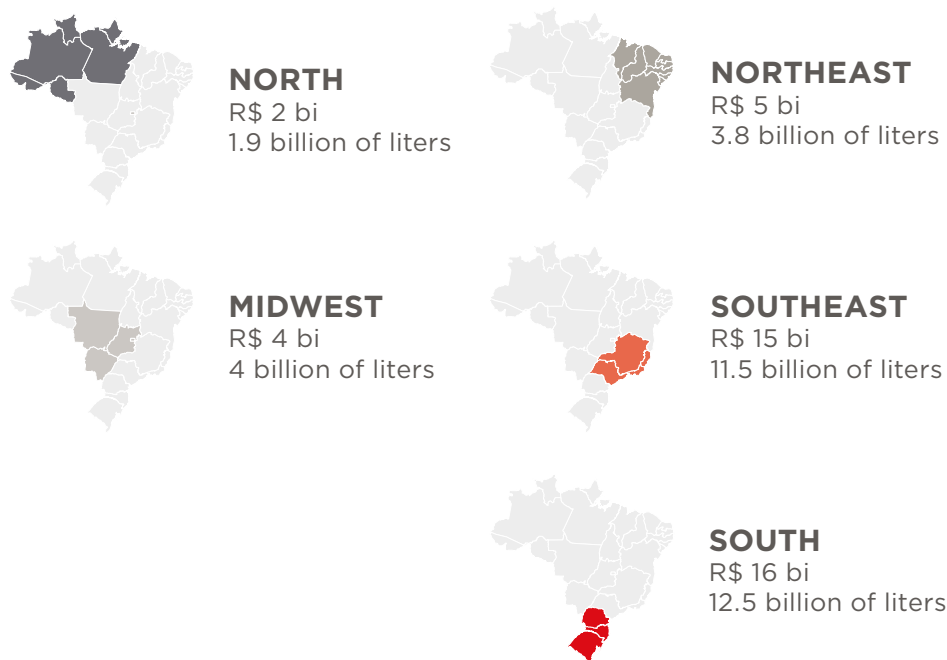 NORTH
R$ 2 bi
1.9 billion of liters
NORTHEAST
R$ 5 bi
3.8 billion of liters
MIDWEST
R$ 4 bi
4 billion of liters
SOUTHEAST
R$ 15 bi
11.5 billion of liters
SOUTH
R$ 16 bi
12.5 billion of liters